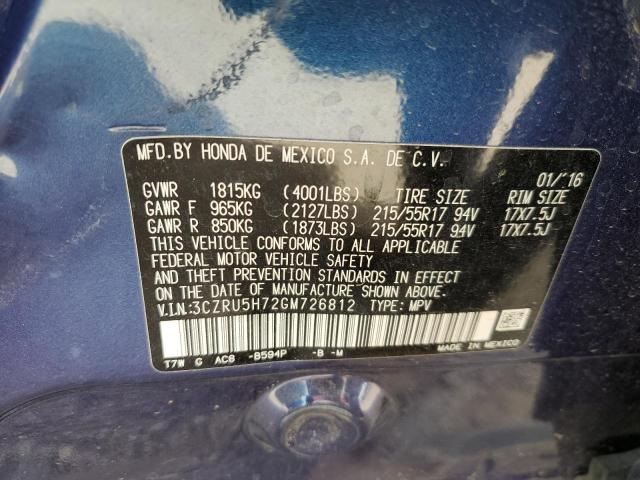 MFD.BY HONDA DE MEXICO S.A. DE C.V.
01/'16
GVWR 1815KG (4001LBS) TIRE SIZE RIM SIZE
GAWR F 965KG (2127LBS) 215/55R17 94V 17X7.5J
GAWR R 850KG (1873LBS) 215/55R17 94V 17X7.5J
THIS VEHICLE CONFORMS TO ALL APPLICABLE
FEDERAL MOTOR VEHICLE SAFETY
AND THEFT PREVENTION STANDARDS IN EFFECT
ON THE DATE OF MANUFACTURE SHOWN ABOVE.
V.I.N.:3CZRU5H72GM726812 TYPE: MPV
T7W G AC8 -B594P -B -M MADE IN MEXICO